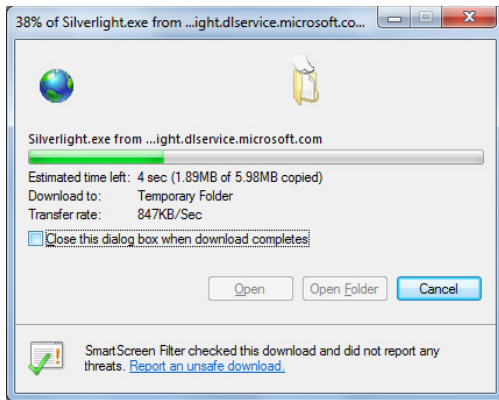 38% of Silverlight.exe from ...ight.dlservice.microsoft.co...
Silverlight.exe from ...ight.dlservice.microsoft.com
Estimated time left: 4 sec (1.89MB of 5.98MB copied)
Download to: Temporary Folder
Transfer rate: 847KB/Sec
Close this dialog box when download completes
Open Open Folder Cancel
SmartScreen Filter checked this download and did not report any
threats. Report an unsafe download.